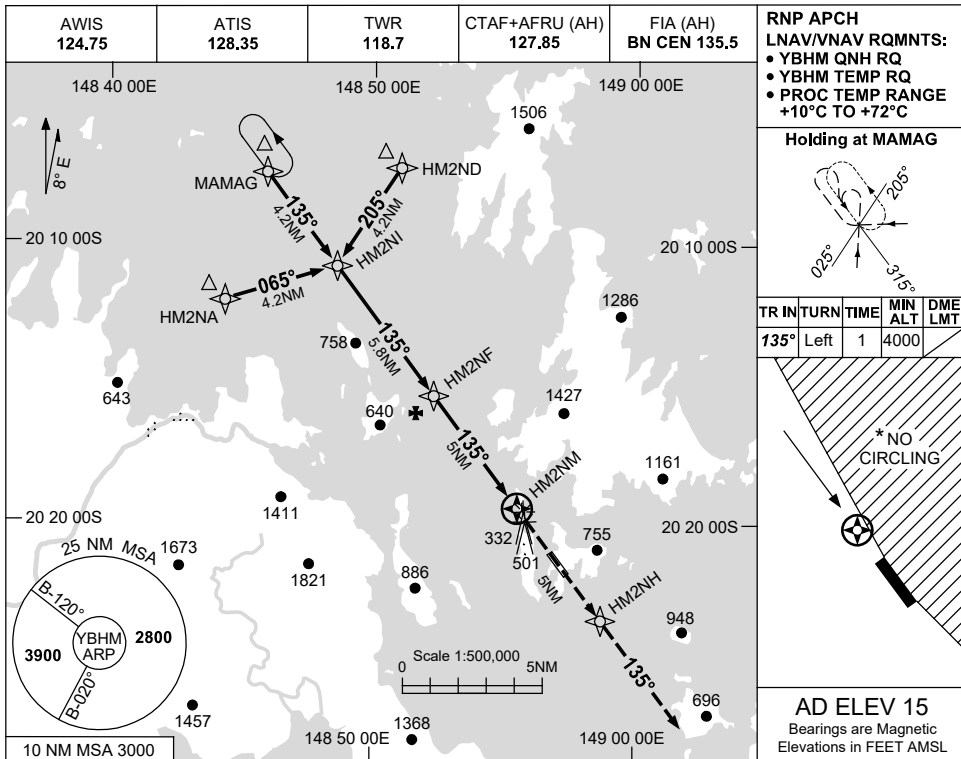 AWIS
124.75
ATIS
128.35
TWR
118.7
CTAF+AFRU (AH)
127.85
FIA (AH)
BN CEN 135.5
RNP APCH
LNAV/VNAV RQMNTS:
• YBHM QNH RQ
• YBHM TEMP RQ
• PROC TEMP RANGE
+10°C TO +72°C
148 40 00E
148 50 00E
149 00 00E
8° E
1506
MAMAG
HM2ND
135°
4.2NM
205°
4.2NM
HM2NI
20 10 00S
20 10 00S
065°
4.2NM
HM2NA
1286
135°
5.8NM
758
HM2NF
643
640
1427
135°
5NM
HM2NM
1161
1411
20 20 00S
20 20 00S
332
501
755
25 NM MSA
1673
1821
886
5NM
HM2NH
B-120°
YBHM
ARP
3900
2800
B-020°
948
135°
Scale 1:500,000
0
5NM
696
1457
1368
10 NM MSA 3000
148 50 00E
149 00 00E
Holding at MAMAG
205°
025°
315°
TR IN
TURN
TIME
MIN
ALT
DME
LMT
135°
Left
1
4000
* NO
CIRCLING
AD ELEV 15
Bearings are Magnetic
Elevations in FEET AMSL